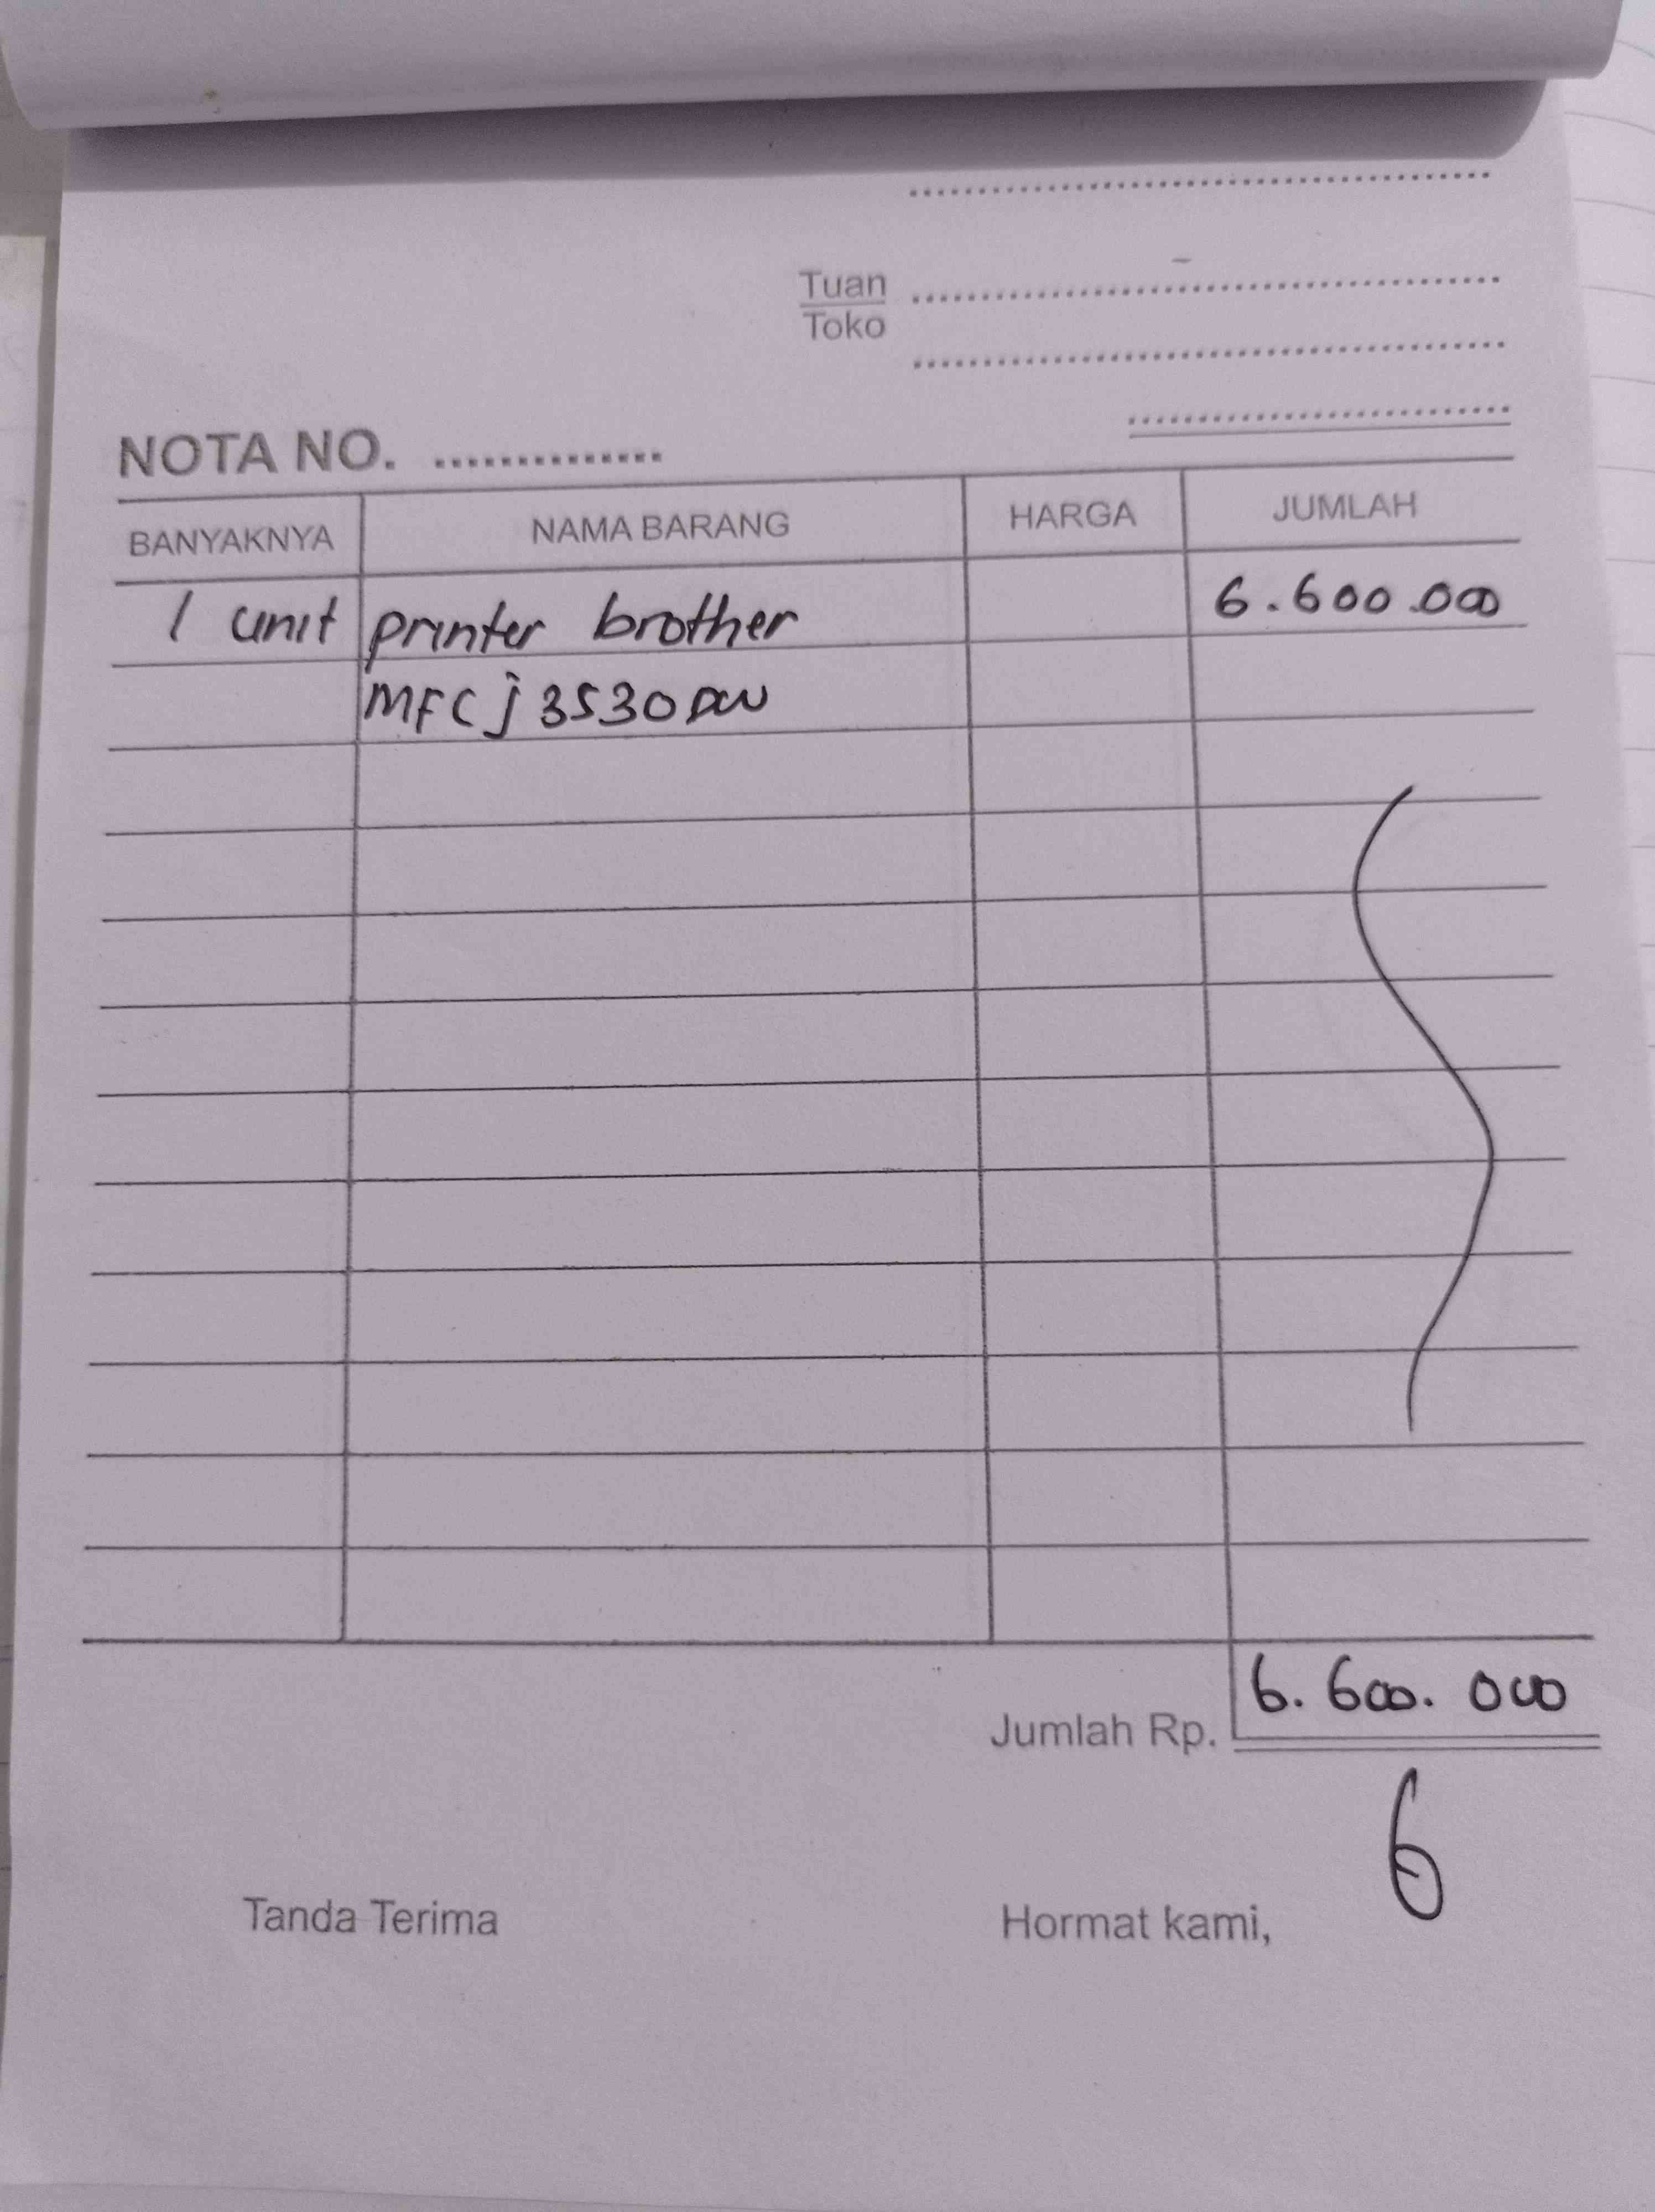 Tuan
Toko
NOTA NO. ...............
BANYAKNYA NAMA BARANG HARGA JUMLAH
1 unit printer brother 6.600.000
MFC j 3530 DW
Jumlah Rp. 6.600.000
Tanda Terima Hormat kami,